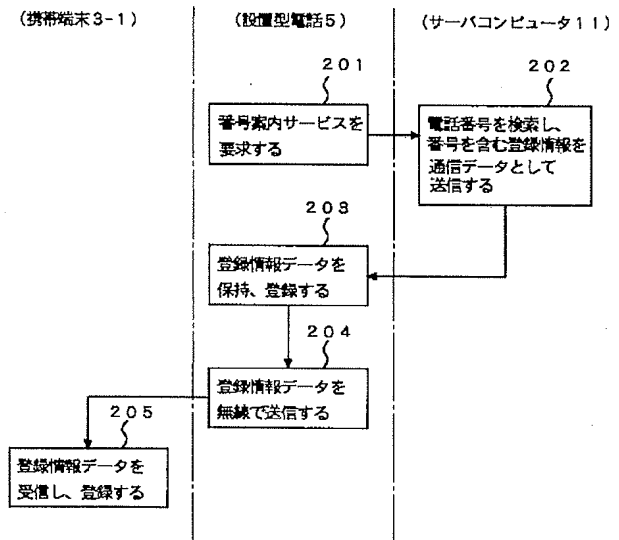 (携帯端末3-1)
(設置型電話5)
(サーバコンピュータ11)
201
番号案内サービスを
要求する
202
電話番号を検索し、
番号を含む登録情報を
通信データとして
送信する
203
登録情報データを
保持、登録する
204
登録情報データを
無線で送信する
205
登録情報データを
受信し、登録する